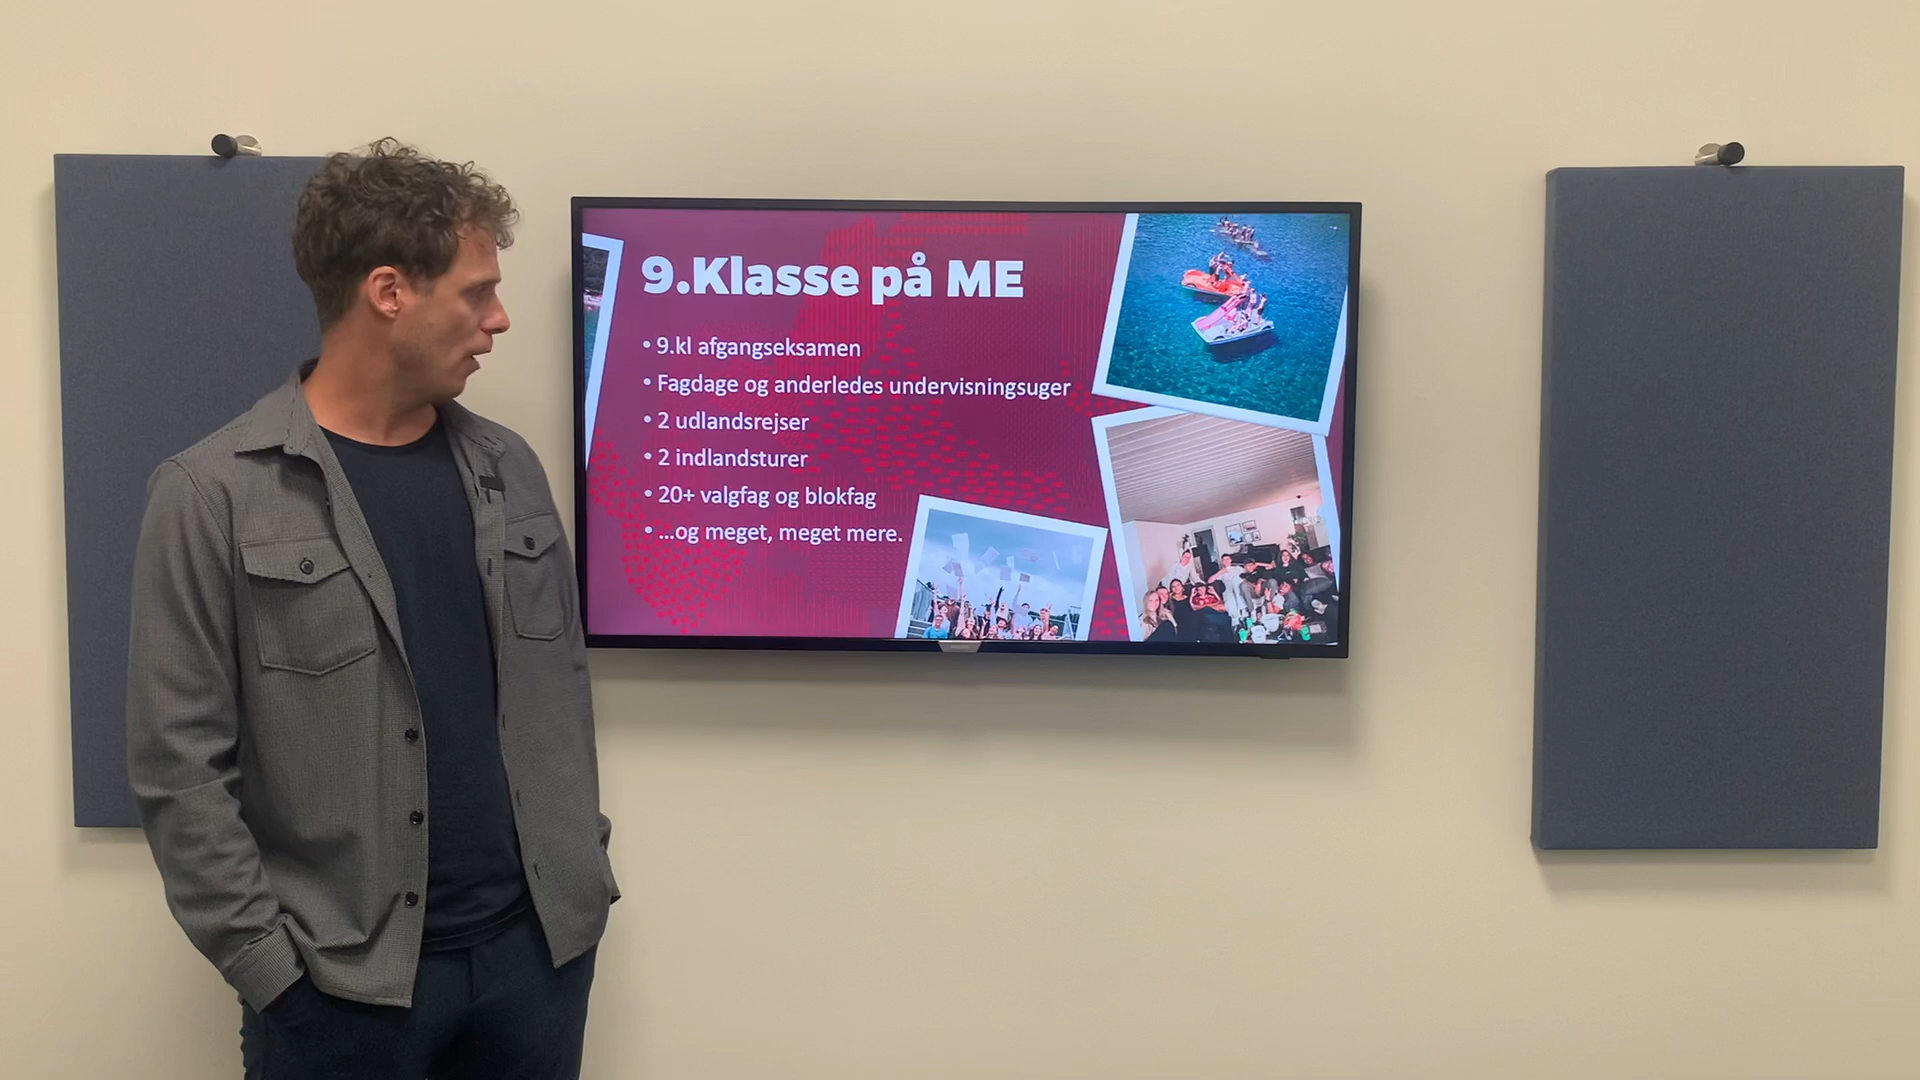 9.Klasse på ME
• 9.kl afgangseksamen
• Fagdage og anderledes undervisningsuger
• 2 udlandsrejser
• 2 indlandsturer
• 20+ valgfag og blokfag
• ...og meget, meget mere.